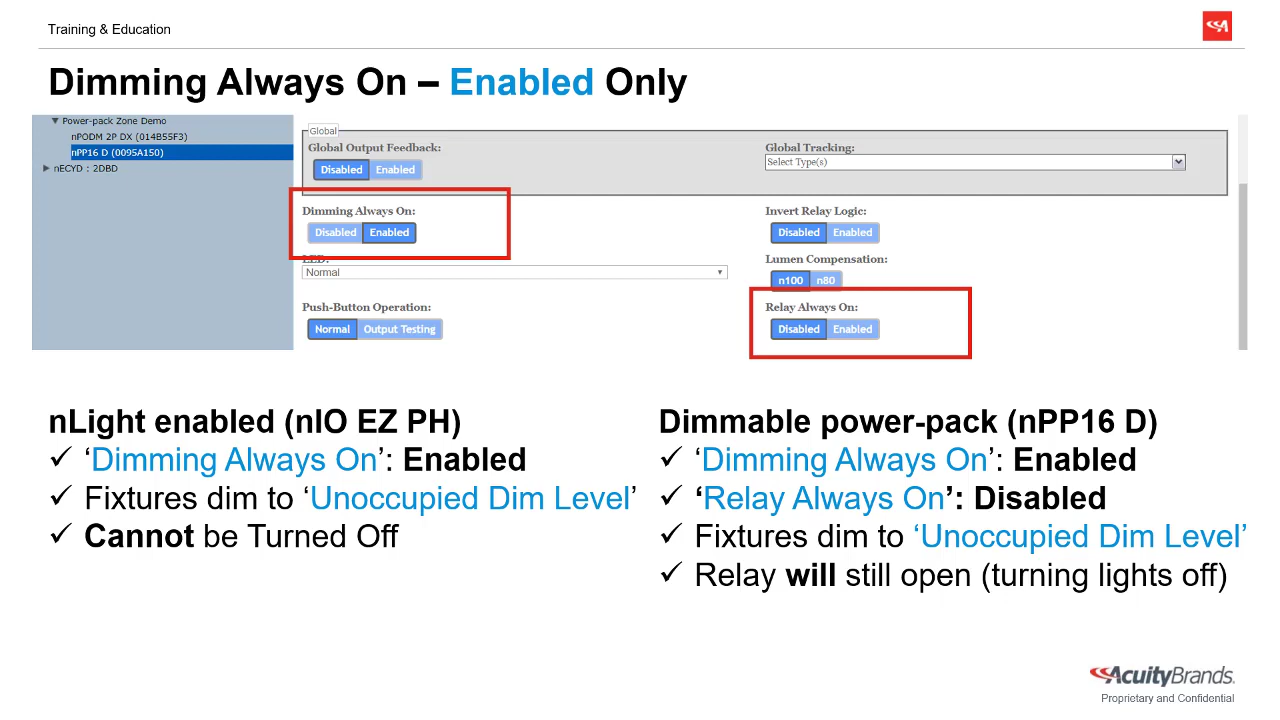 Training & Education
Dimming Always On – Enabled Only
▼ Power-pack Zone Demo
nPODM 2P DX (014B55F3)
nPP16 D (0095A150)
▶ nECYD : 2DBD
Global
Global Output Feedback:
Disabled Enabled
Global Tracking:
Select Type(s)
Dimming Always On:
Disabled Enabled
Invert Relay Logic:
Disabled Enabled
LED:
Normal
Lumen Compensation:
n100 n80
Push-Button Operation:
Normal Output Testing
Relay Always On:
Disabled Enabled
nLight enabled (nIO EZ PH)
✓ ‘Dimming Always On’: Enabled
✓ Fixtures dim to ‘Unoccupied Dim Level’
✓ Cannot be Turned Off
Dimmable power-pack (nPP16 D)
✓ ‘Dimming Always On’: Enabled
✓ ‘Relay Always On’: Disabled
✓ Fixtures dim to ‘Unoccupied Dim Level’
✓ Relay will still open (turning lights off)
AcuityBrands.
Proprietary and Confidential